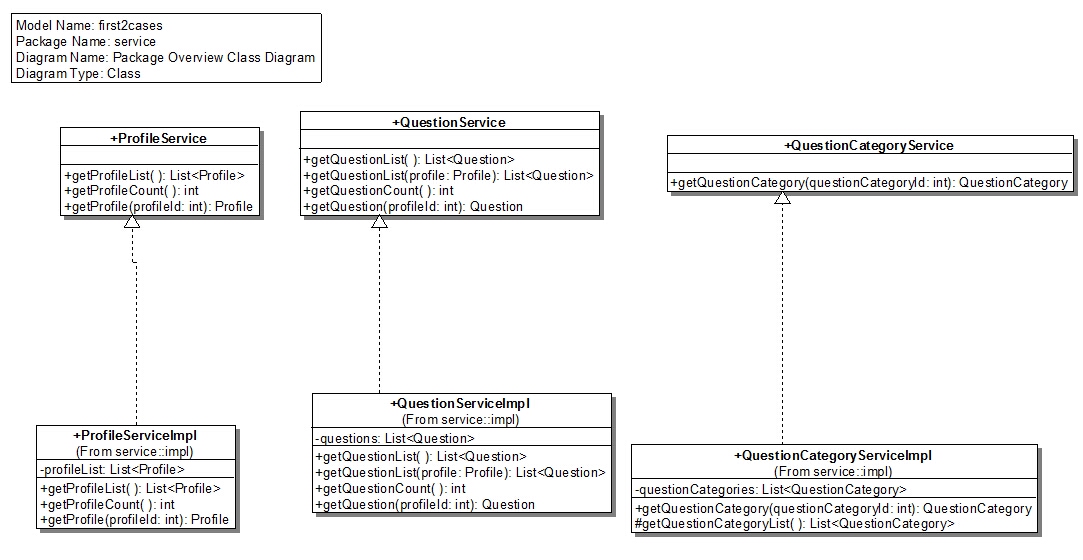 Model Name: first2cases
Package Name: service
Diagram Name: Package Overview Class Diagram
Diagram Type: Class
+ProfileService
+getProfileList( ): List<Profile>
+getProfileCount( ): int
+getProfile(profileId: int): Profile
+QuestionService
+getQuestionList( ): List<Question>
+getQuestionList(profile: Profile): List<Question>
+getQuestionCount( ): int
+getQuestion(profileId: int): Question
+QuestionCategoryService
+getQuestionCategory(questionCategoryId: int): QuestionCategory
+ProfileServiceImpl
(From service::impl)
-profileList: List<Profile>
+getProfileList( ): List<Profile>
+getProfileCount( ): int
+getProfile(profileId: int): Profile
+QuestionServiceImpl
(From service::impl)
-questions: List<Question>
+getQuestionList( ): List<Question>
+getQuestionList(profile: Profile): List<Question>
+getQuestionCount( ): int
+getQuestion(profileId: int): Question
+QuestionCategoryServiceImpl
(From service::impl)
-questionCategories: List<QuestionCategory>
+getQuestionCategory(questionCategoryId: int): QuestionCategory
#getQuestionCategoryList( ): List<QuestionCategory>